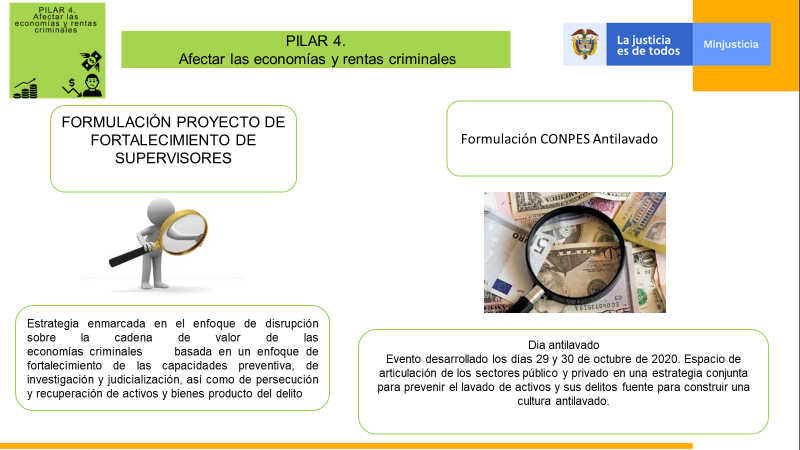 PILAR 4.
Afectar las
economías y rentas
criminales
PILAR 4.
Afectar las economías y rentas criminales
La justicia
es de todos
Minjusticia
FORMULACIÓN PROYECTO DE
FORTALECIMIENTO DE
SUPERVISORES
Formulación CONPES Antilavado
Estrategia enmarcada en el enfoque de disrupción
sobre la cadena de valor de las
economías criminales basada en un enfoque de
fortalecimiento de las capacidades preventiva, de
investigación y judicialización, así como de persecución
y recuperación de activos y bienes producto del delito
Dia antilavado
Evento desarrollado los días 29 y 30 de octubre de 2020. Espacio de
articulación de los sectores público y privado en una estrategia conjunta
para prevenir el lavado de activos y sus delitos fuente para construir una
cultura antilavado.